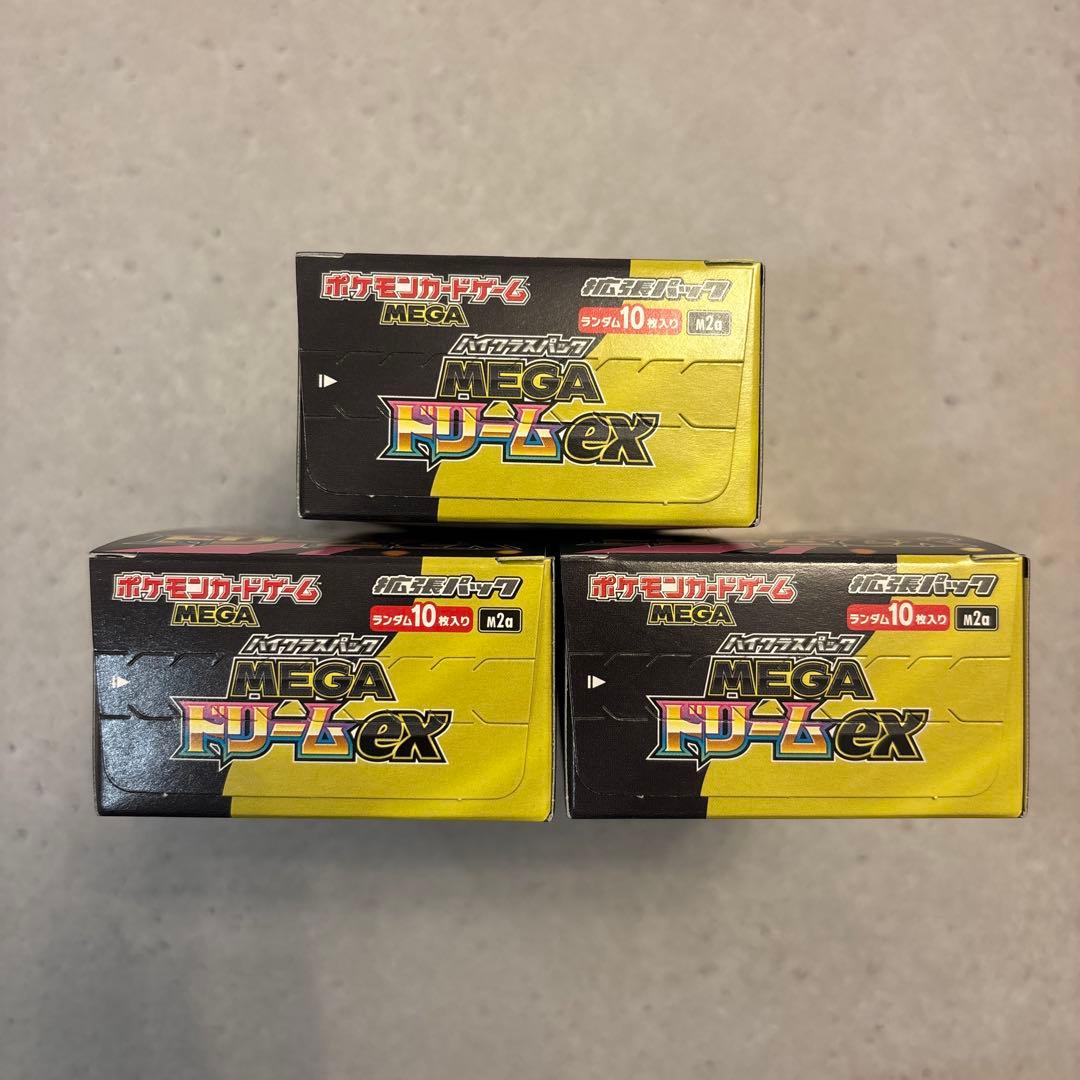 ポケモンカードゲーム
MEGA
拡張パック
ランダム10枚入り M2a
ハイクラスパック
MEGA
ドリームex
ポケモンカードゲーム
MEGA
拡張パック
ランダム10枚入り M2a
ハイクラスパック
MEGA
ドリームex
ポケモンカードゲーム
MEGA
拡張パック
ランダム10枚入り M2a
ハイクラスパック
MEGA
ドリームex